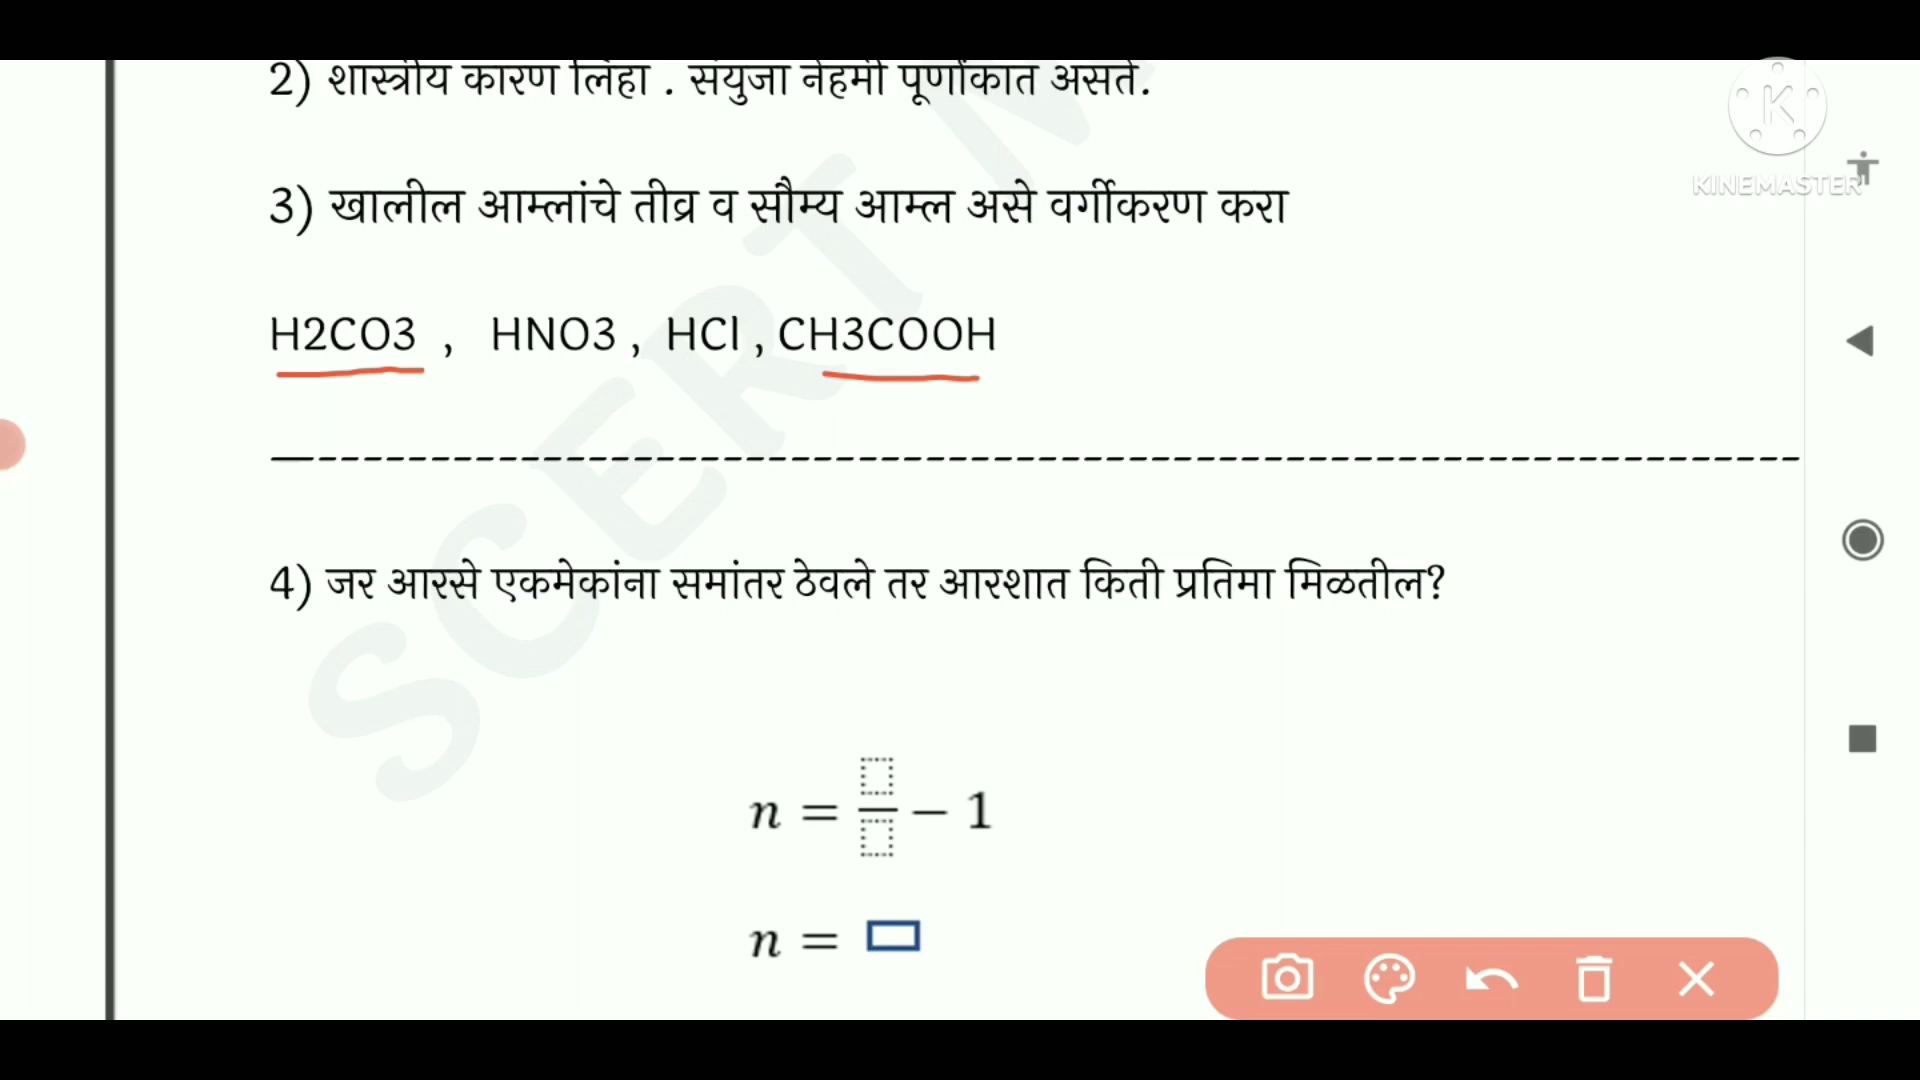 2) शास्त्रीय कारण लिहा . संयुजा नेहमी पूर्णांकात असते.
KINEMASTER
3) खालील आम्लांचे तीव्र व सौम्य आम्ल असे वर्गीकरण करा
H2CO3 , HNO3 , HCl , CH3COOH
4) जर आरसे एकमेकांना समांतर ठेवले तर आरशात किती प्रतिमा मिळतील?
n = □/□ − 1
n = □
SCERT M